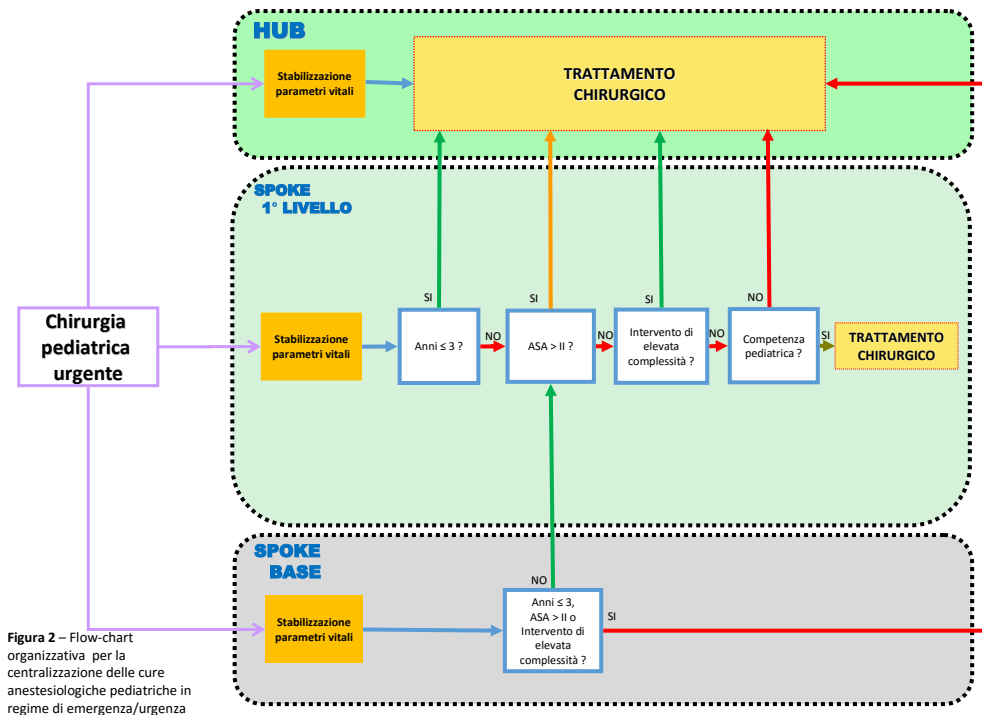 HUB
Stabilizzazione
parametri vitali
TRATTAMENTO
CHIRURGICO
SPOKE
1° LIVELLO
SI
SI
SI
NO
Chirurgia
pediatrica
urgente
Stabilizzazione
parametri vitali
Anni ≤ 3 ?
NO
ASA > II ?
NO
Intervento di
elevata
complessità ?
NO
Competenza
pediatrica ?
SI
TRATTAMENTO
CHIRURGICO
SPOKE
BASE
NO
Stabilizzazione
parametri vitali
Anni ≤ 3,
ASA > II o
Intervento di
elevata
complessità ?
SI
Figura 2 – Flow-chart
organizzativa per la
centralizzazione delle cure
anestesiologiche pediatriche in
regime di emergenza/urgenza